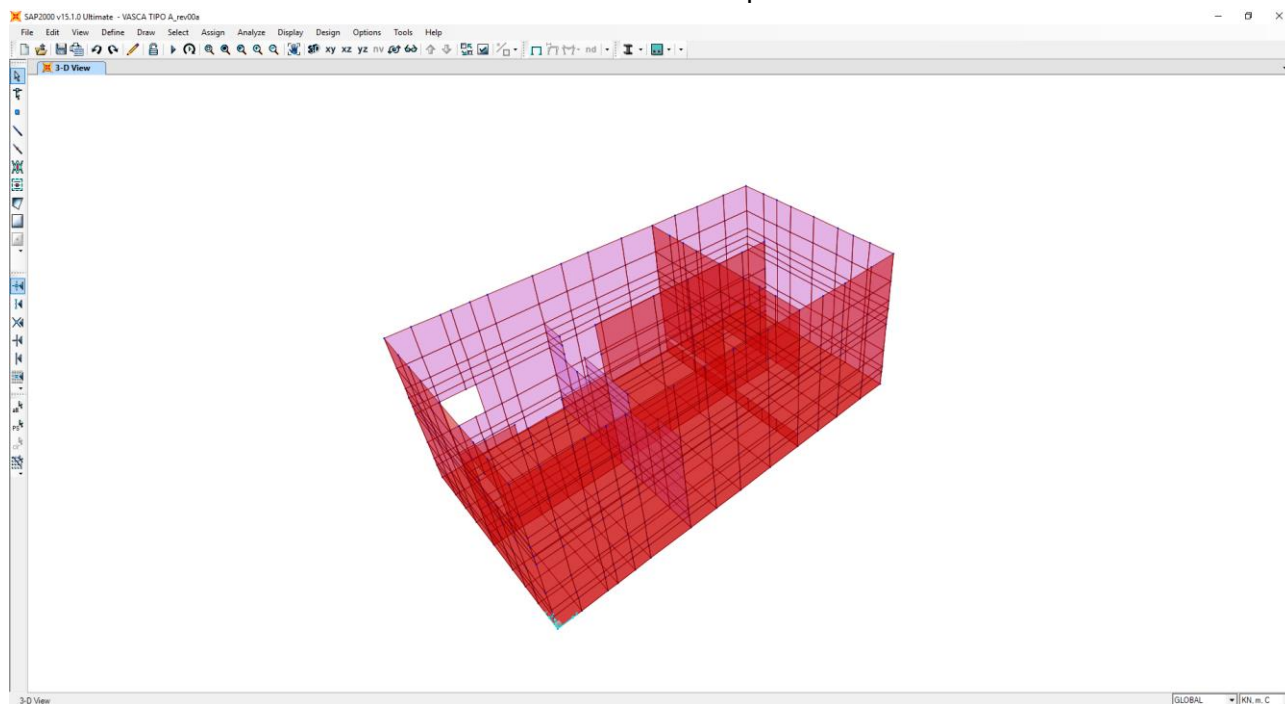 SAP2000 v15.1.0 Ultimate - VASCA TIPO A_rev00a
File Edit View Define Draw Select Assign Analyze Display Design Options Tools Help
xy xz yz nv nd
3-D View
3-D View GLOBAL KN, m, C